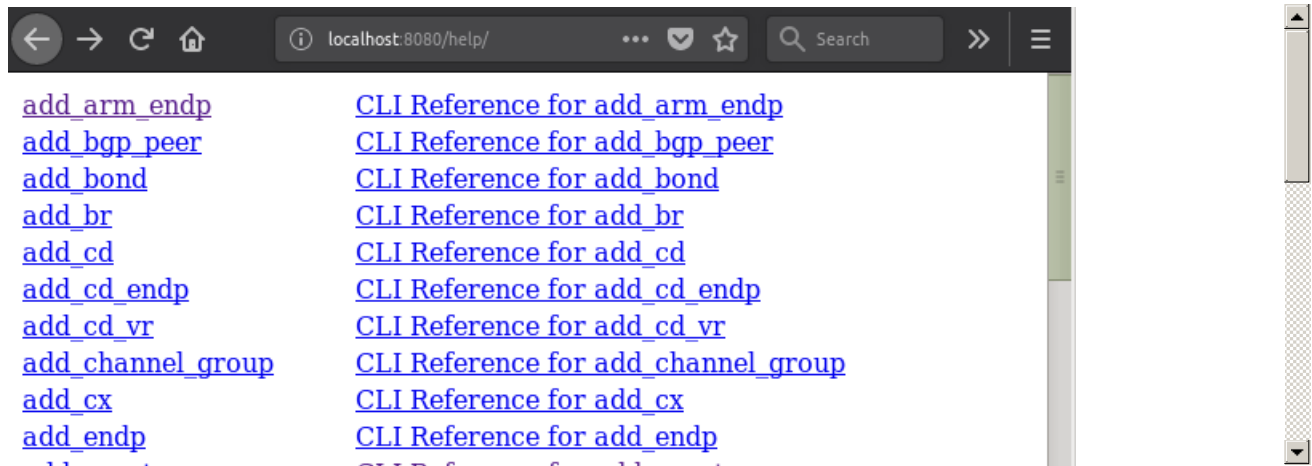 localhost:8080/help/ Search
add_arm_endp CLI Reference for add_arm_endp
add_bgp_peer CLI Reference for add_bgp_peer
add_bond CLI Reference for add_bond
add_br CLI Reference for add_br
add_cd CLI Reference for add_cd
add_cd_endp CLI Reference for add_cd_endp
add_cd_vr CLI Reference for add_cd_vr
add_channel_group CLI Reference for add_channel_group
add_cx CLI Reference for add_cx
add_endp CLI Reference for add_endp